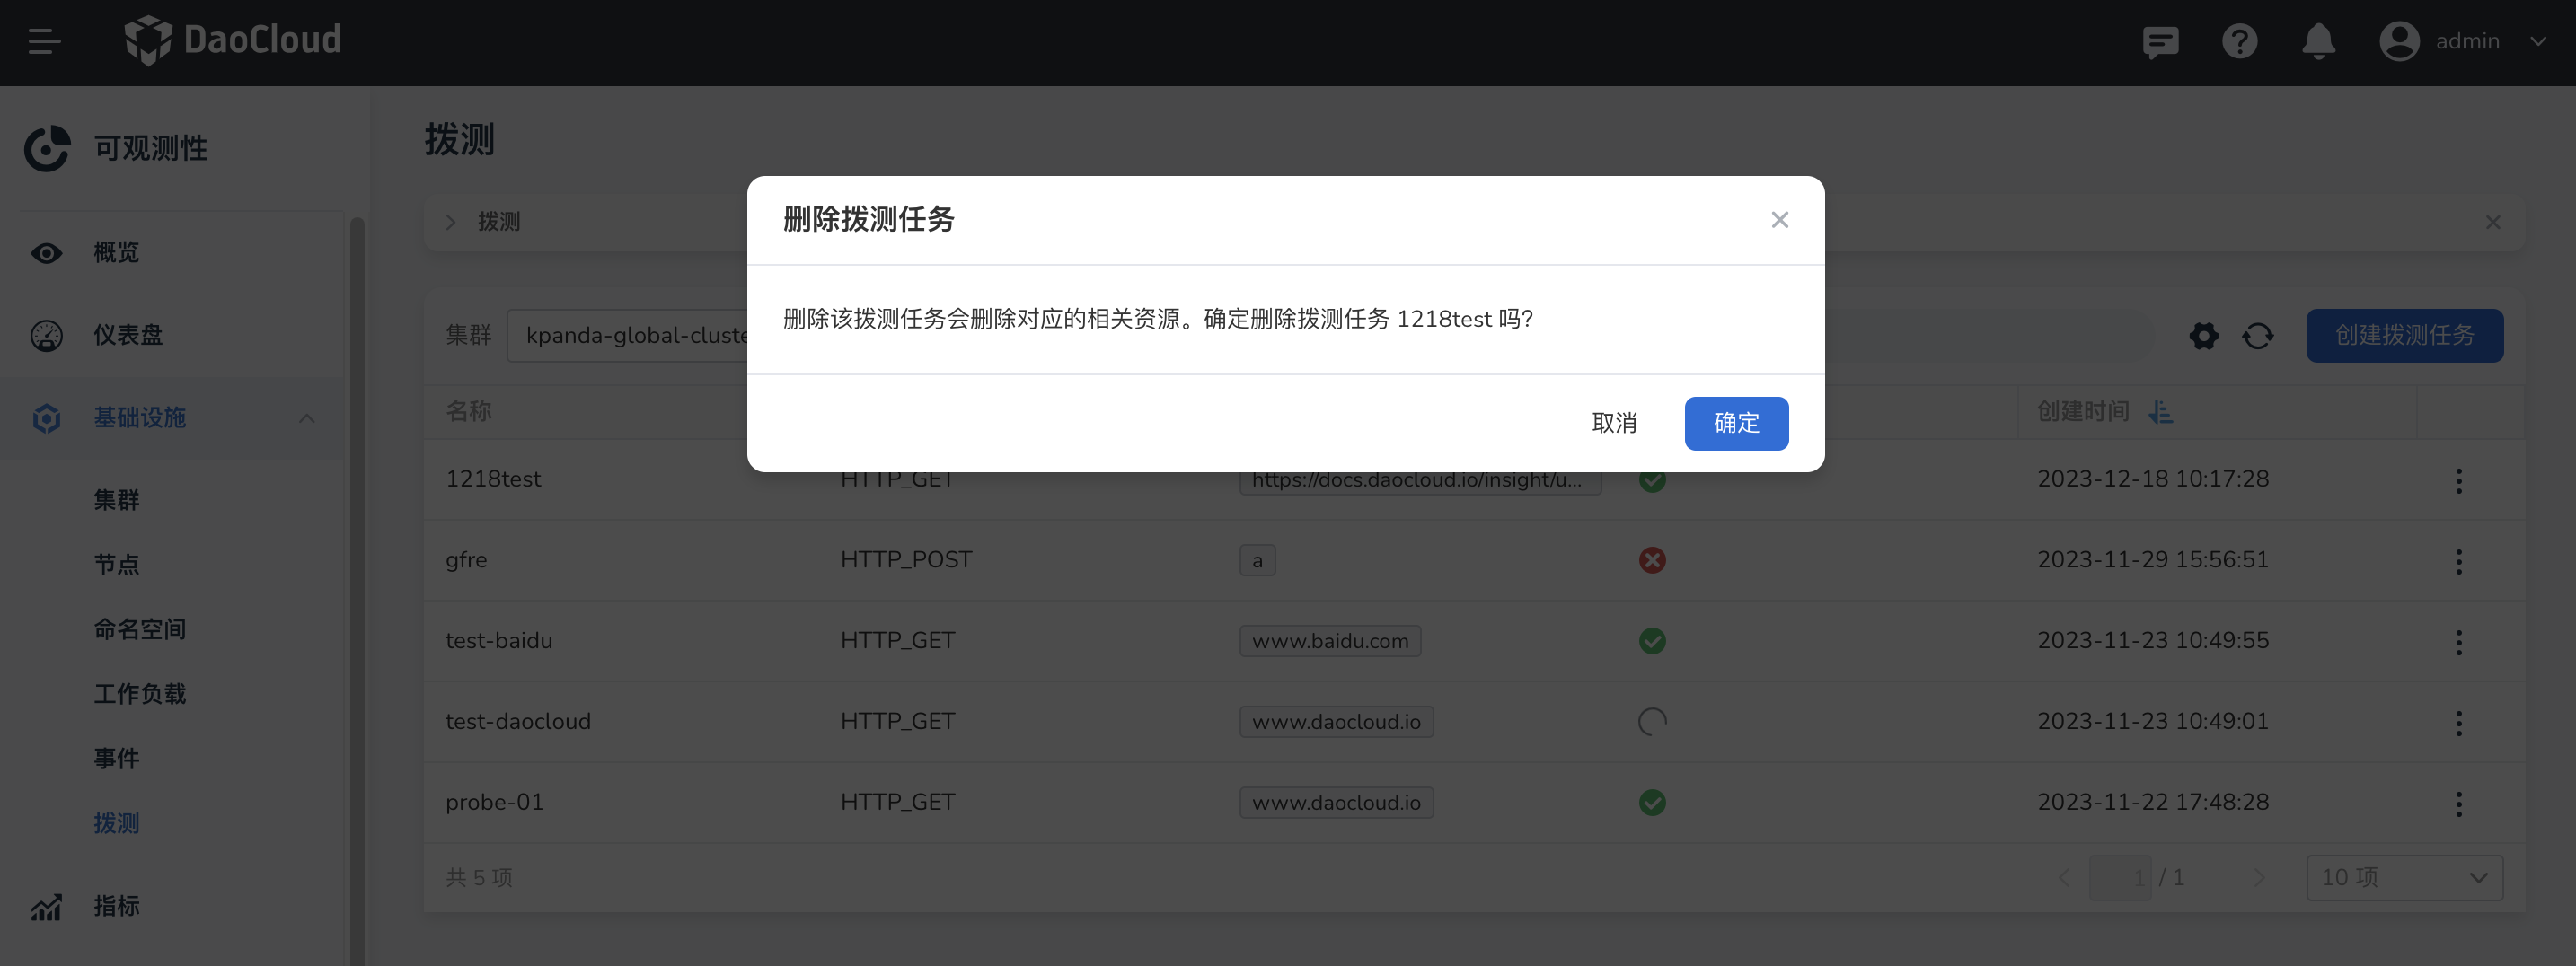 DaoCloud
admin
可观测性
概览
仪表盘
基础设施
集群
节点
命名空间
工作负载
事件
拨测
指标
拨测
拨测
集群 kpanda-global-cluste
创建拨测任务
删除拨测任务
删除该拨测任务会删除对应的相关资源。确定删除拨测任务 1218test 吗?
取消 确定
名称 创建时间
1218test HTTP_GET https://docs.daocloud.io/insight/u... 2023-12-18 10:17:28
gfre HTTP_POST a 2023-11-29 15:56:51
test-baidu HTTP_GET www.baidu.com 2023-11-23 10:49:55
test-daocloud HTTP_GET www.daocloud.io 2023-11-23 10:49:01
probe-01 HTTP_GET www.daocloud.io 2023-11-22 17:48:28
共 5 项 1 / 1 10 项